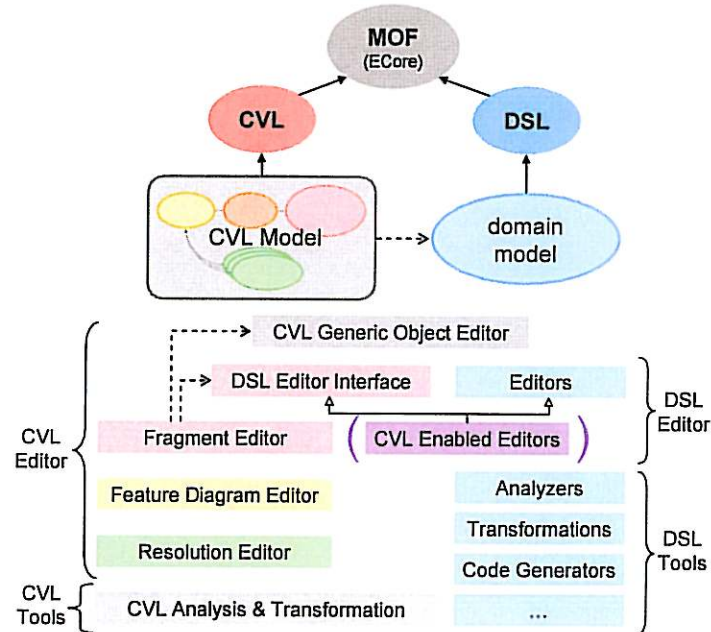 MOF
(ECore)
CVL
DSL
CVL Model
domain
model
CVL Generic Object Editor
DSL Editor Interface
Editors
DSL
Editor
CVL
Editor
Fragment Editor
( CVL Enabled Editors )
Feature Diagram Editor
Analyzers
Transformations
DSL
Tools
Resolution Editor
Code Generators
CVL
Tools
CVL Analysis & Transformation
...